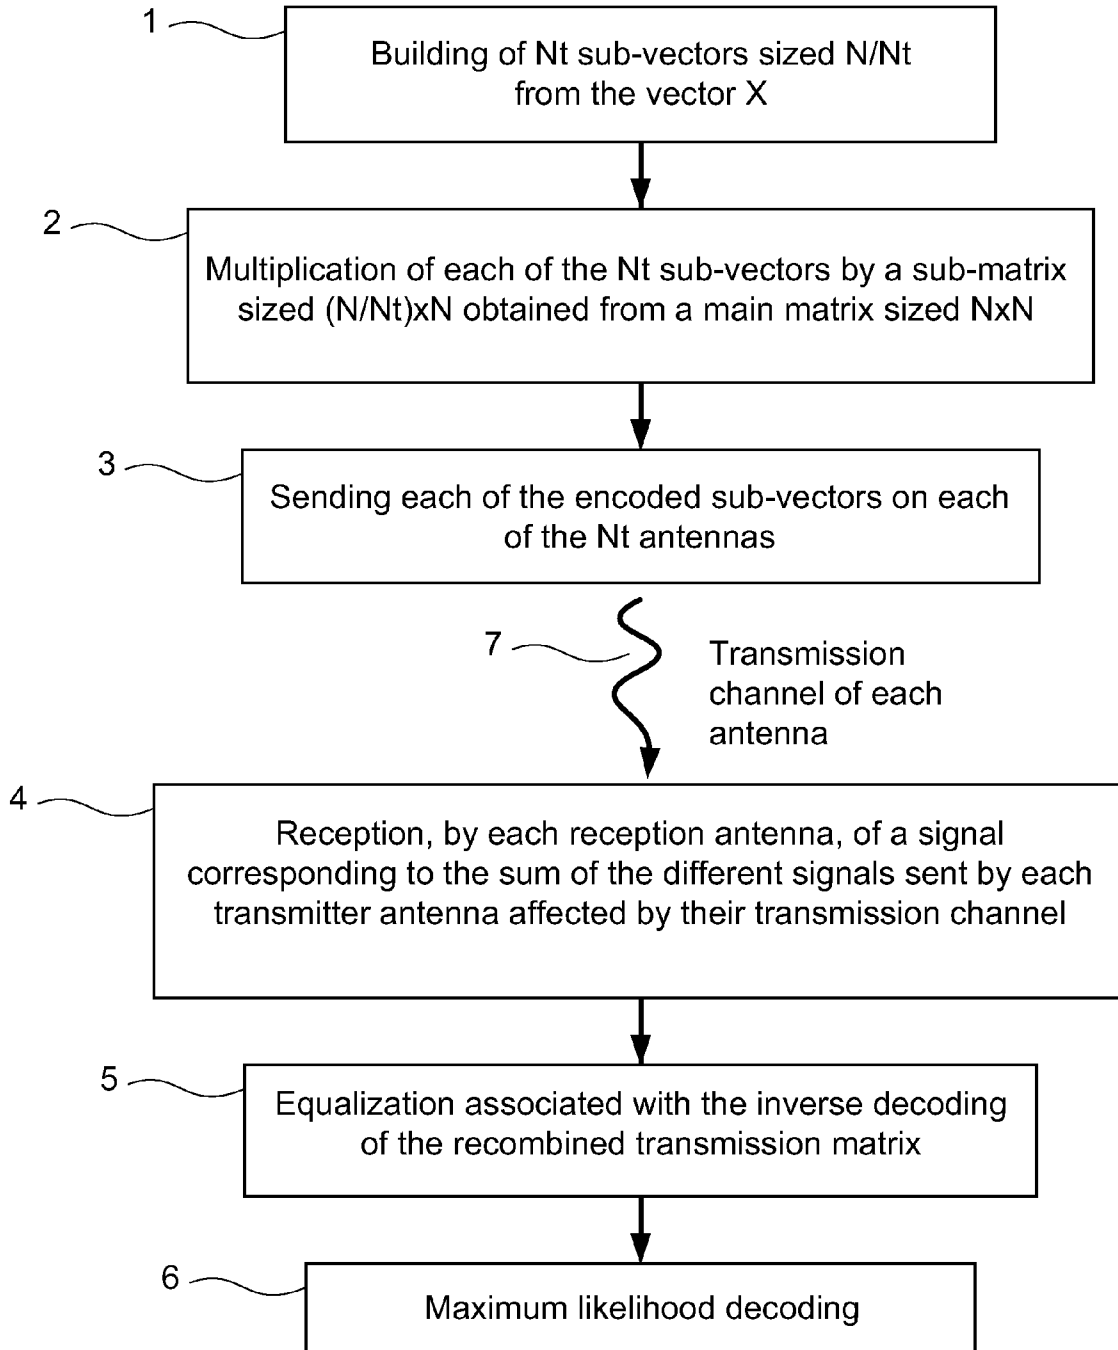 1
Building of Nt sub-vectors sized N/Nt
from the vector X
2
Multiplication of each of the Nt sub-vectors by a sub-matrix
sized (N/Nt)xN obtained from a main matrix sized NxN
3
Sending each of the encoded sub-vectors on each
of the Nt antennas
7
Transmission
channel of each
antenna
4
Reception, by each reception antenna, of a signal
corresponding to the sum of the different signals sent by each
transmitter antenna affected by their transmission channel
5
Equalization associated with the inverse decoding
of the recombined transmission matrix
6
Maximum likelihood decoding